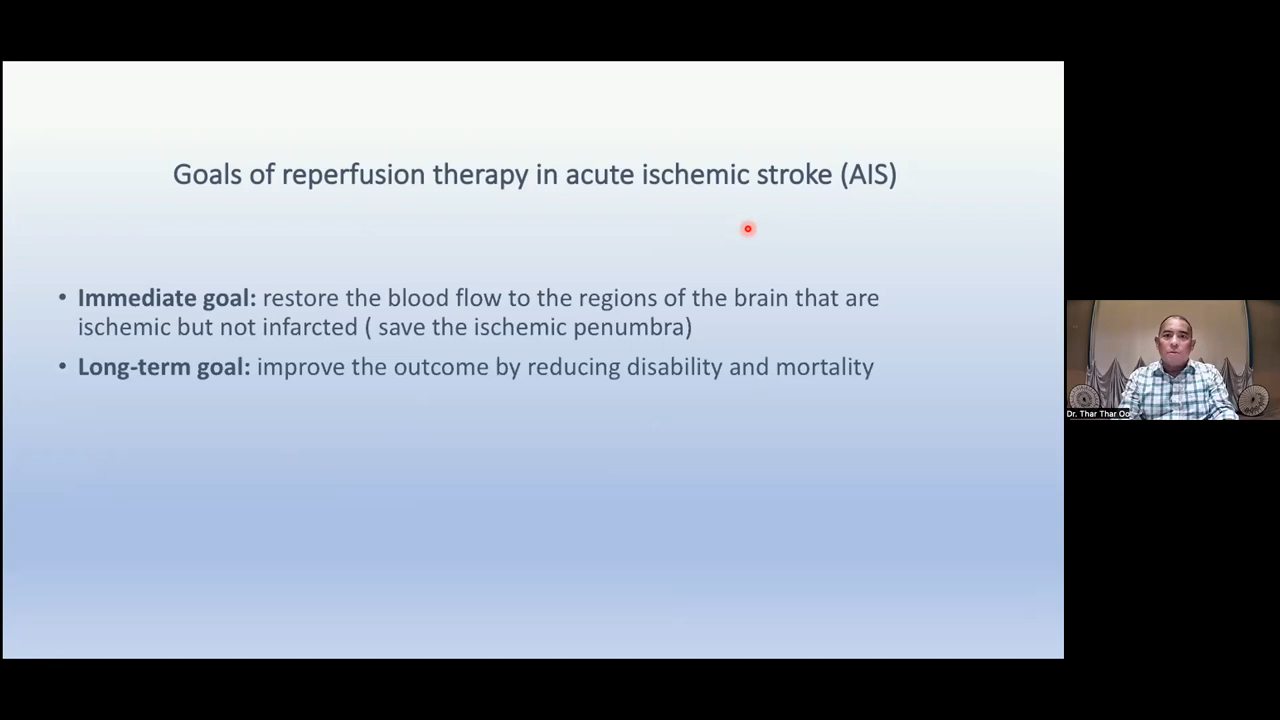 Goals of reperfusion therapy in acute ischemic stroke (AIS)
• Immediate goal: restore the blood flow to the regions of the brain that are
ischemic but not infarcted ( save the ischemic penumbra)
• Long-term goal: improve the outcome by reducing disability and mortality
Dr. Thar Thar Oo